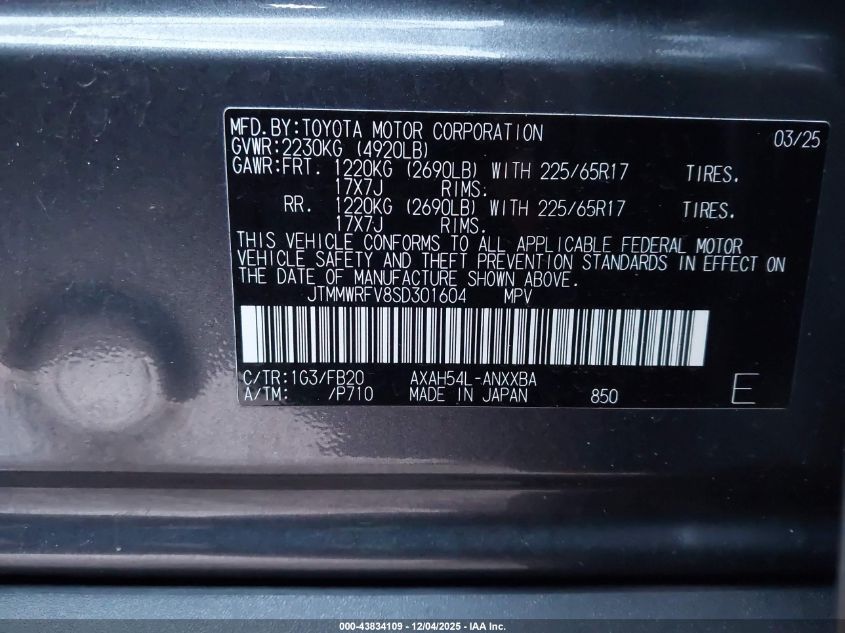 MFD.BY:TOYOTA MOTOR CORPORATION 03/25
GVWR:2230KG (4920LB)
GAWR:FRT. 1220KG (2690LB) WITH 225/65R17 TIRES.
17X7J RIMS.
RR. 1220KG (2690LB) WITH 225/65R17 TIRES.
17X7J RIMS.
THIS VEHICLE CONFORMS TO ALL APPLICABLE FEDERAL MOTOR
VEHICLE SAFETY AND THEFT PREVENTION STANDARDS IN EFFECT ON
THE DATE OF MANUFACTURE SHOWN ABOVE.
JTMMWRFV8SD301604 MPV
C/TR:1G3/FB20 AXAH54L-ANXXBA
A/TM: /P710 MADE IN JAPAN 850 E
000-43834109 - 12/04/2025 - IAA Inc.